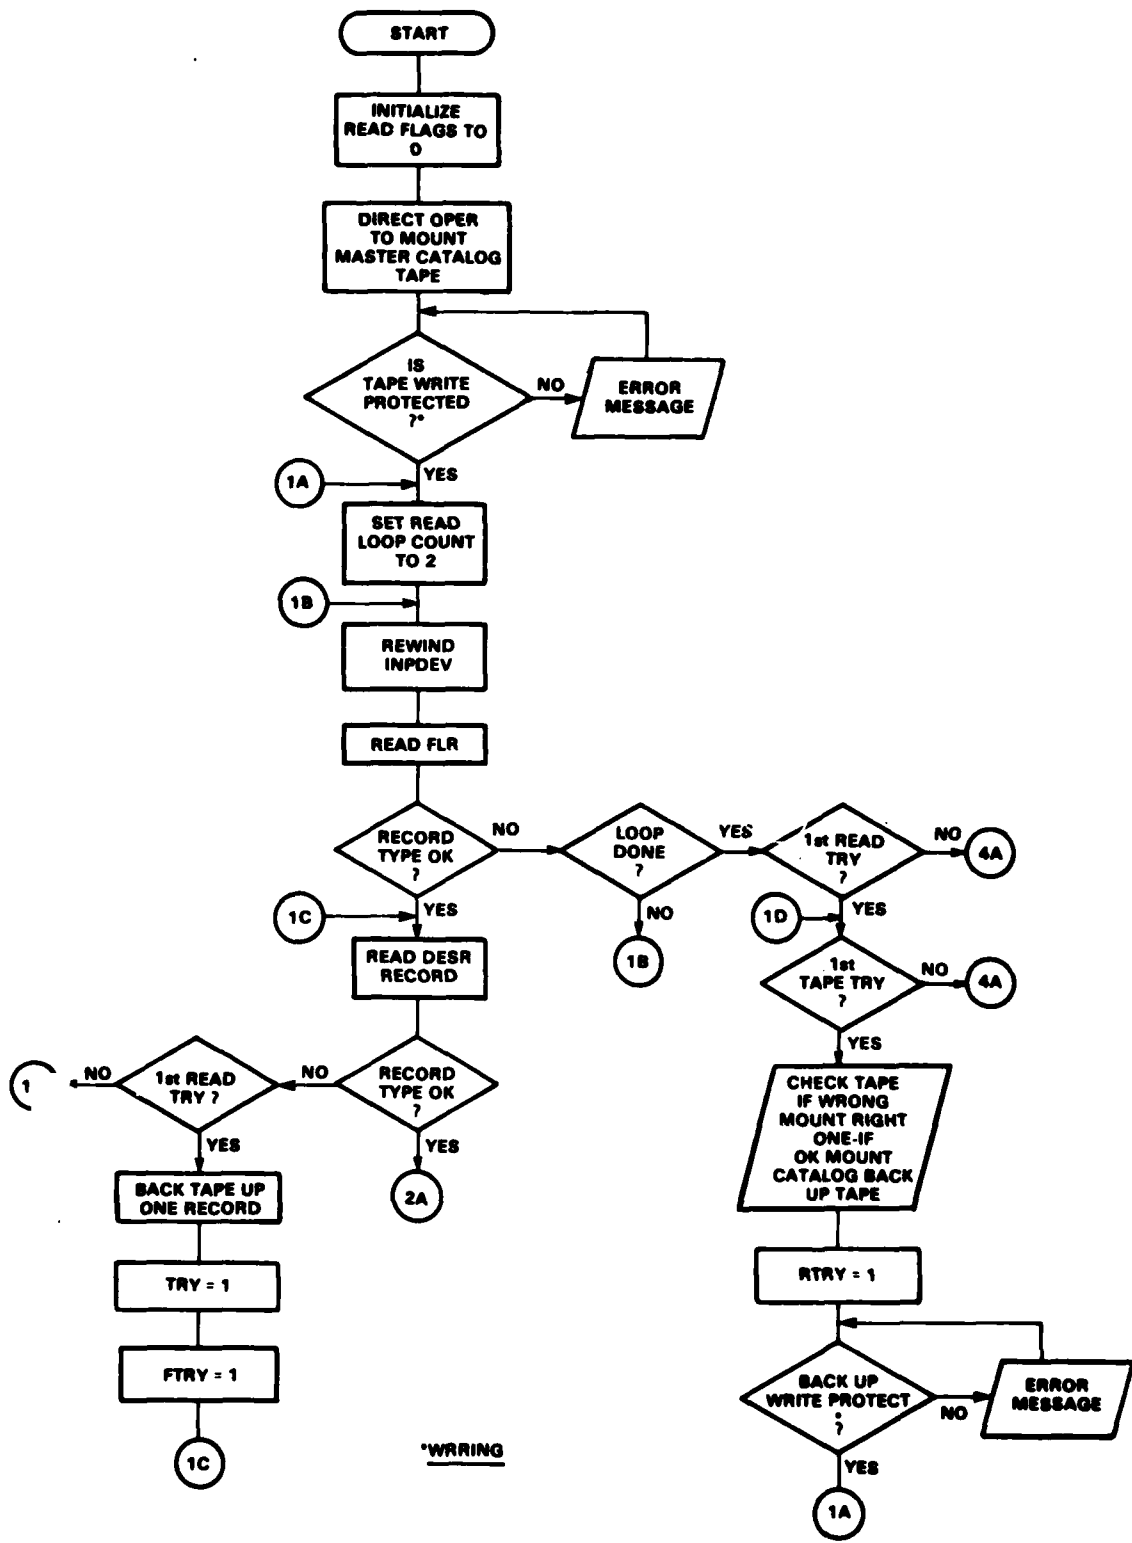 START
INITIALIZE
READ FLAGS TO
0
DIRECT OPER
TO MOUNT
MASTER CATALOG
TAPE
IS
TAPE WRITE
PROTECTED
?*
NO
ERROR
MESSAGE
YES
1A
SET READ
LOOP COUNT
TO 2
1B
REWIND
INPDEV
READ FLR
RECORD
TYPE OK
?
NO
LOOP
DONE
?
YES
1st READ
TRY
?
NO
4A
YES
1C
NO
1B
1D
YES
READ DESR
RECORD
1st
TAPE TRY
?
NO
4A
YES
1
NO
1st READ
TRY ?
NO
RECORD
TYPE OK
?
YES
2A
YES
BACK TAPE UP
ONE RECORD
TRY = 1
FTRY = 1
1C
CHECK TAPE
IF WRONG
MOUNT RIGHT
ONE-IF
OK MOUNT
CATALOG BACK
UP TAPE
RTRY = 1
BACK UP
WRITE PROTECT
*
?
NO
ERROR
MESSAGE
YES
1A
*WRRING